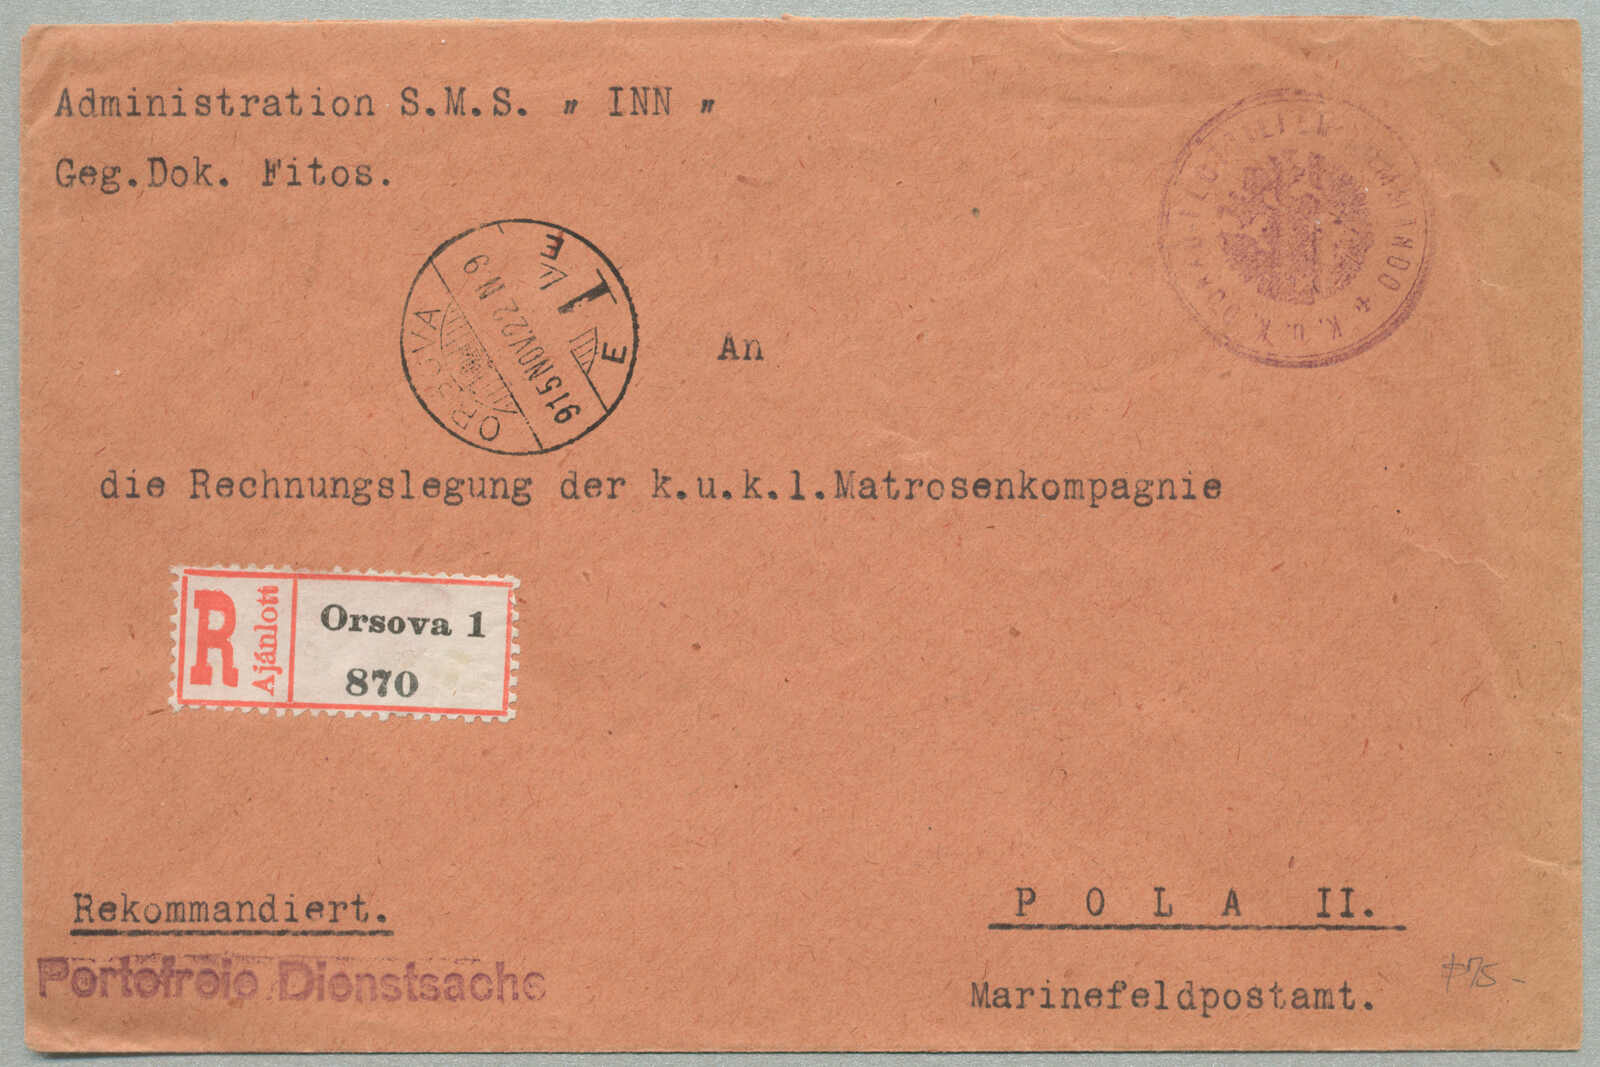 Administration S.M.S. „ INN „
Geg.Dok. Fitos.
K. u. K.
ORSOVA
915 NOV. 22 N 9
An
die Rechnungslegung der k.u.k.1.Matrosenkompagnie
R
Ajánlott
Orsova 1
870
Rekommandiert.
Portofreie Dienstsache
P O L A II.
Marinefeldpostamt.